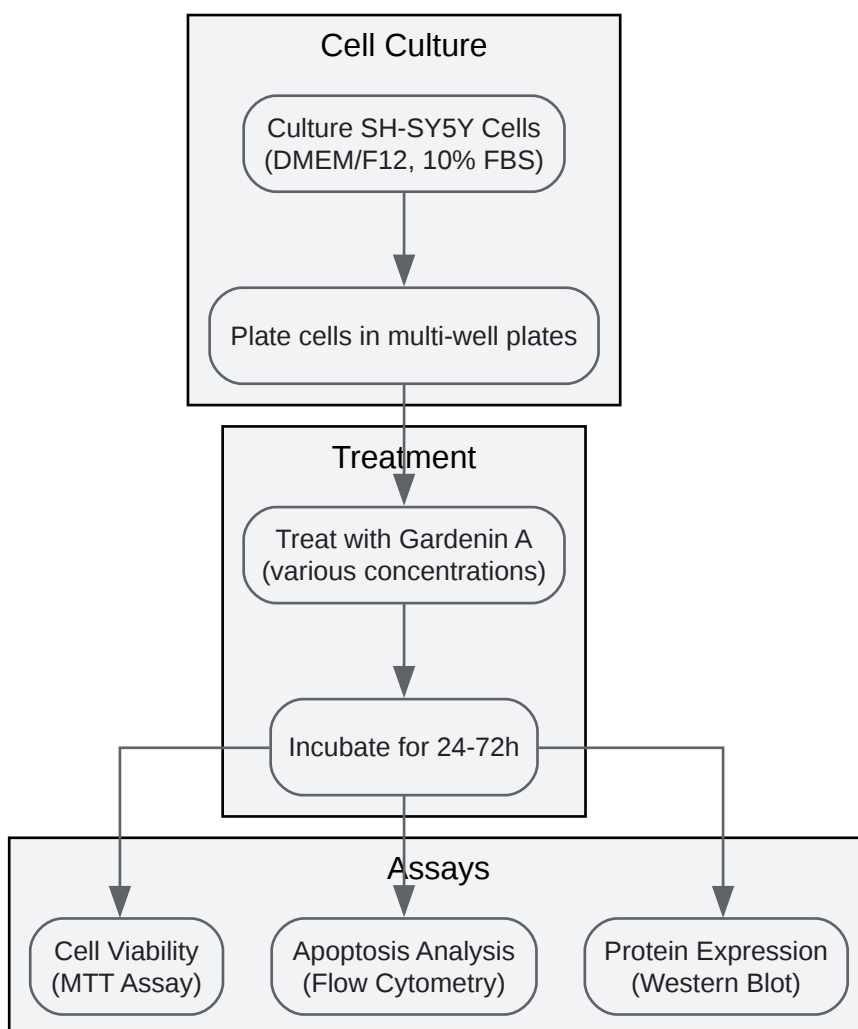 Cell Culture
Culture SH-SY5Y Cells
(DMEM/F12, 10% FBS)
Plate cells in multi-well plates
Treatment
Treat with Gardenin A
(various concentrations)
Incubate for 24-72h
Assays
Cell Viability
(MTT Assay)
Apoptosis Analysis
(Flow Cytometry)
Protein Expression
(Western Blot)